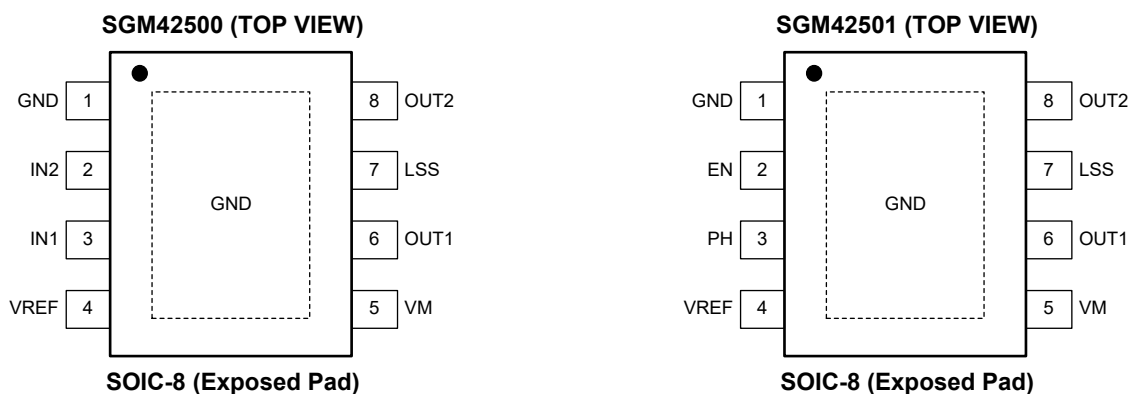 SGM42500 (TOP VIEW)
GND 1 8 OUT2
IN2 2 7 LSS
GND
IN1 3 6 OUT1
VREF 4 5 VM
SOIC-8 (Exposed Pad)
SGM42501 (TOP VIEW)
GND 1 8 OUT2
EN 2 7 LSS
GND
PH 3 6 OUT1
VREF 4 5 VM
SOIC-8 (Exposed Pad)